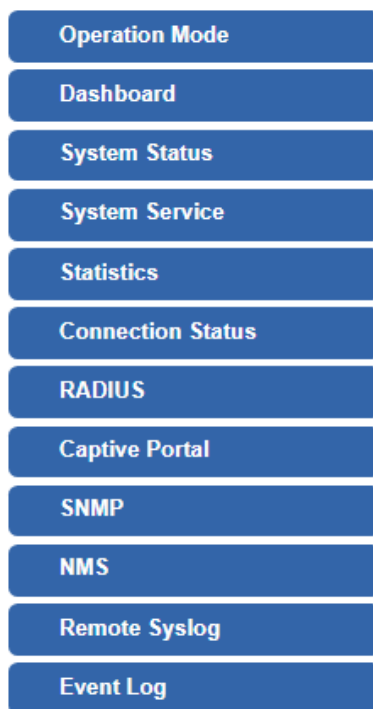 Operation Mode
Dashboard
System Status
System Service
Statistics
Connection Status
RADIUS
Captive Portal
SNMP
NMS
Remote Syslog
Event Log